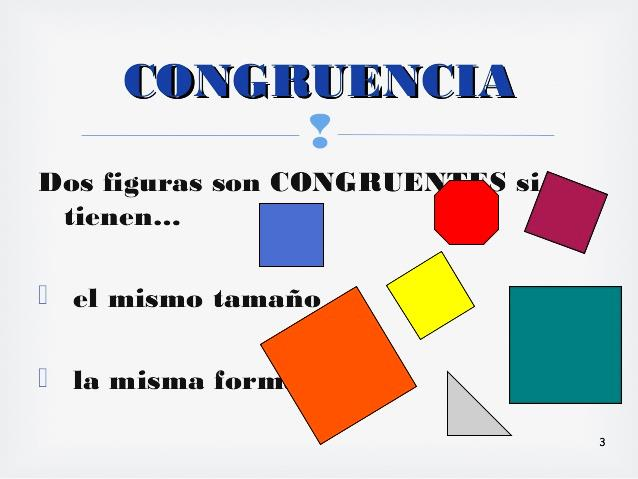 CONGRUENCIA
Dos figuras son CONGRUENTES si
tienen...
el mismo tamaño
la misma form
3